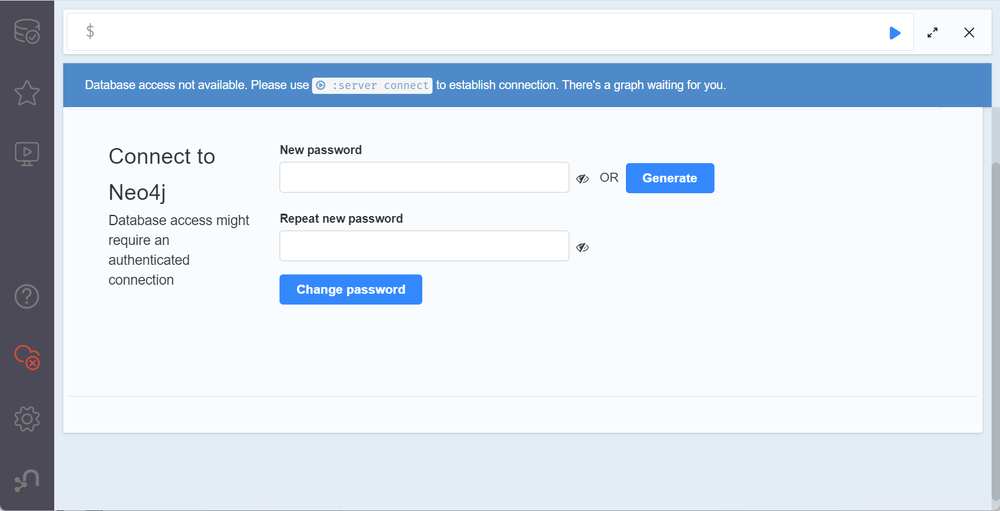 $
Database access not available. Please use :server connect to establish connection. There's a graph waiting for you.
Connect to
Neo4j
Database access might
require an
authenticated
connection
New password
OR Generate
Repeat new password
Change password